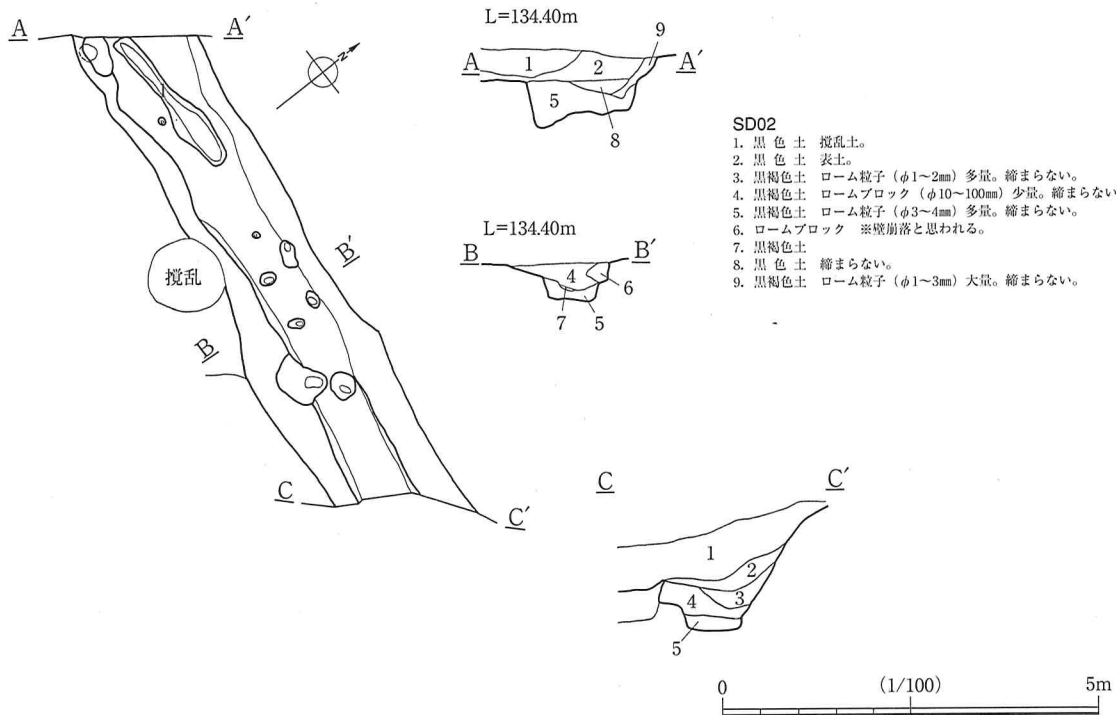 A A′
N
撹乱
B B′
C C′
L=134.40m
A A′
1 2 9
5 8
L=134.40m
B B′
4 6
7 5
C C′
1
2
3
4
5
SD02
1. 黒 色 土 撹乱土。
2. 黒 色 土 表土。
3. 黒褐色土 ローム粒子(φ1~2㎜)多量。締まらない。
4. 黒褐色土 ロームブロック(φ10~100㎜)少量。締まらない
5. 黒褐色土 ローム粒子(φ3~4㎜)多量。締まらない。
6. ロームブロック ※壁崩落と思われる。
7. 黒褐色土
8. 黒 色 土 締まらない。
9. 黒褐色土 ローム粒子(φ1~3㎜)大量。締まらない。
0 (1/100) 5m